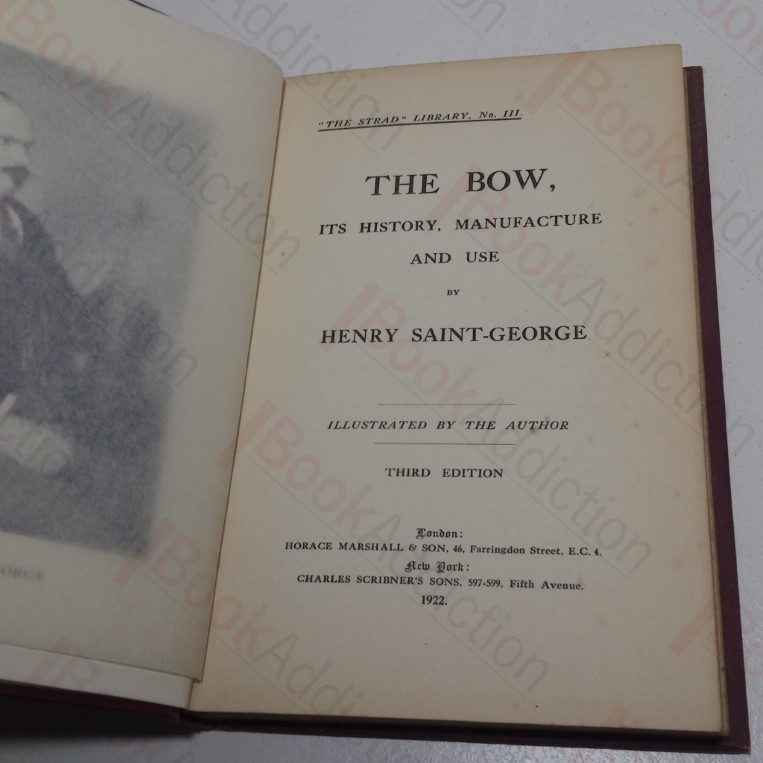 "THE STRAD" LIBRARY, No. III.
THE BOW,
ITS HISTORY, MANUFACTURE
AND USE
BY
HENRY SAINT-GEORGE
ILLUSTRATED BY THE AUTHOR
THIRD EDITION
London:
HORACE MARSHALL & SON, 46, Farringdon Street, E.C. 4.
New York:
CHARLES SCRIBNER'S SONS, 597-599, Fifth Avenue.
1922.
BookAddiction